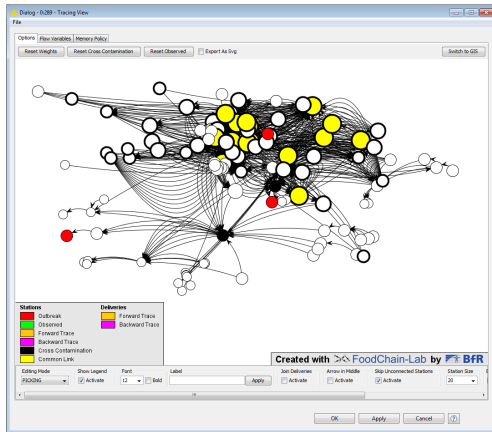 Dialog - 0:289 - Tracing View
File
Options Flow Variables Memory Policy
Reset Weights Reset Cross Contamination Reset Observed Export As Svg Switch to GIS
Stations Deliveries
Outbreak Forward Trace
Observed Backward Trace
Forward Trace
Backward Trace
Cross Contamination
Common Link
Created with FoodChain-Lab by BfR
Editing Mode Show Legend Font Label Join Deliveries Arrow in Middle Skip Unconnected Stations Station Size
PICKING Activate 12 Bold Apply Activate Activate Activate 20
OK Apply Cancel ?